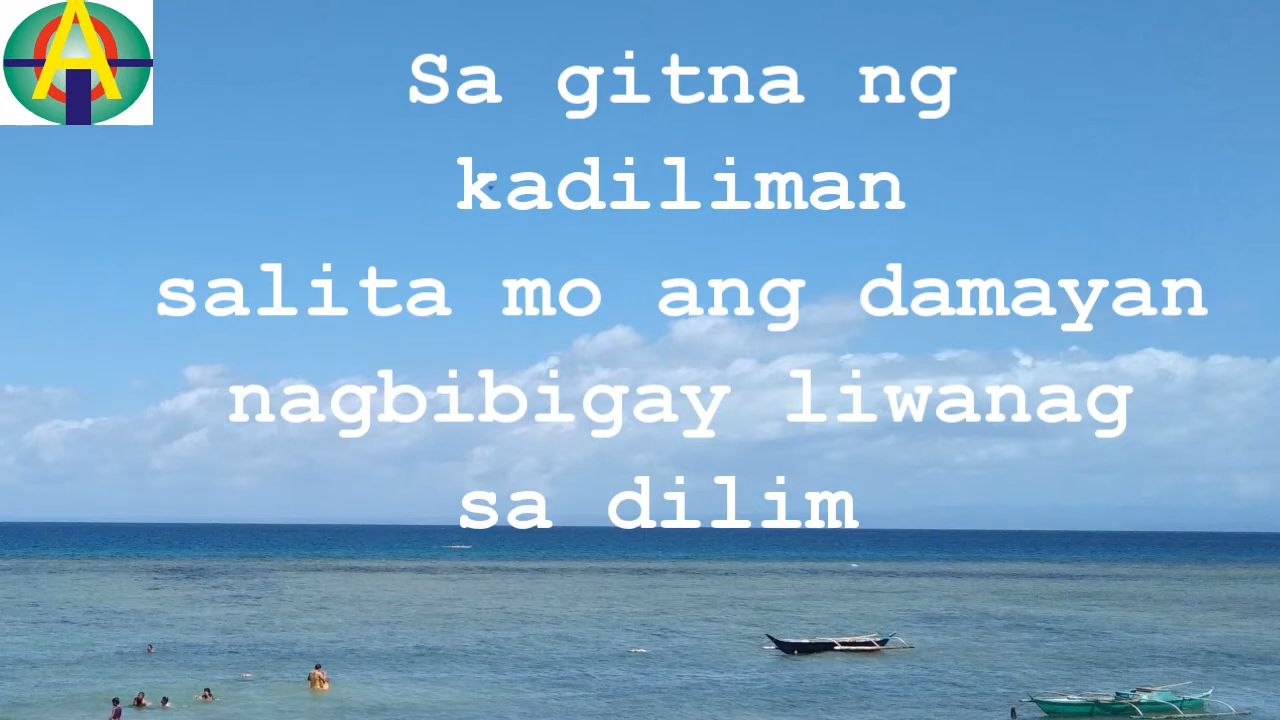 Sa gitna ng
kadiliman
salita mo ang damayan
nagbibigay liwanag
sa dilim